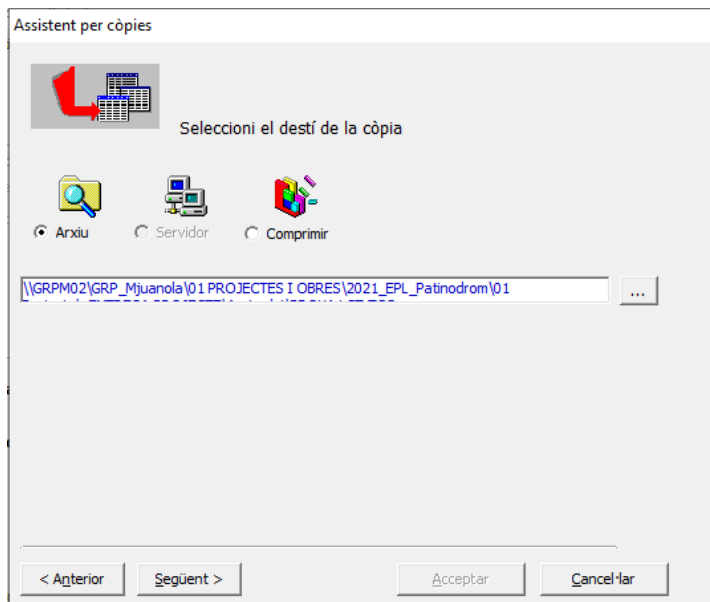 Assistent per còpies
Seleccioni el destí de la còpia
Arxiu
Servidor
Comprimir
\\GRPM02\GRP_Mjuanola\01 PROJECTES I OBRES\2021_EPL_Patinodrom\01
...
< Anterior
Següent >
Acceptar
Cancel·lar